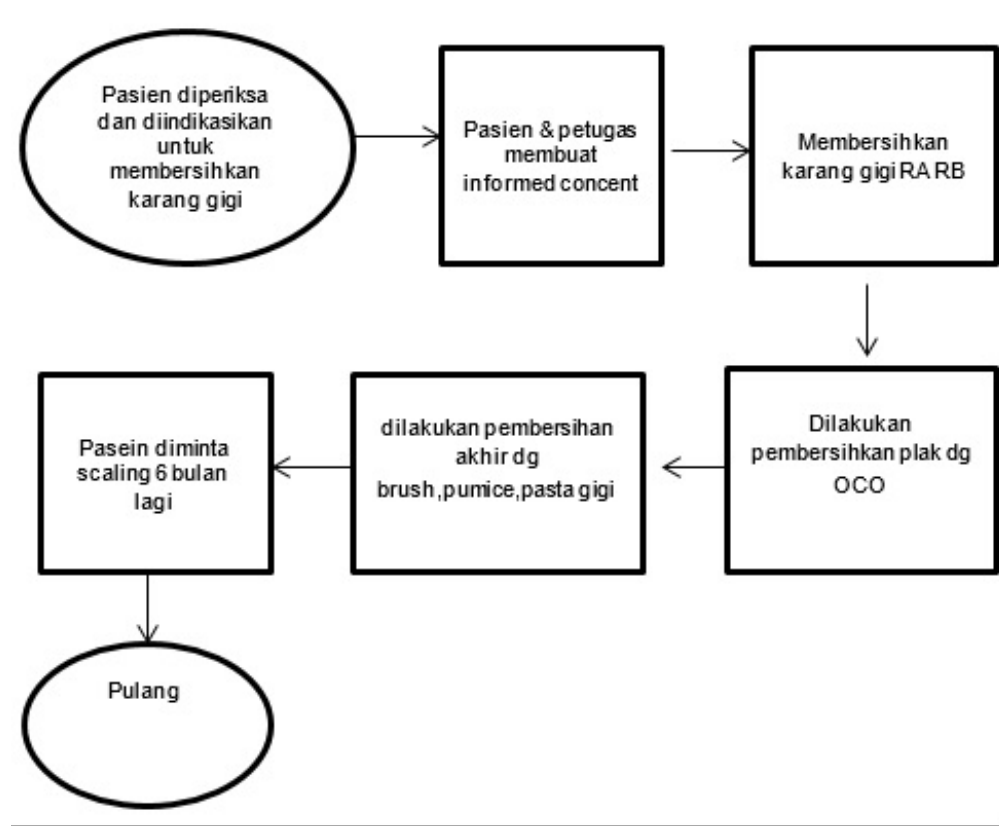 Pasien diperiksa
dan diindikasikan
untuk
membersihkan
karang gigi
Pasien & petugas
membuat
informed concent
Membersihkan
karang gigi RA RB
Dilakukan
pembersihkan plak dg
OCO
dilakukan pembersihan
akhir dg
brush,pumice,pasta gigi
Pasein diminta
scaling 6 bulan
lagi
Pulang